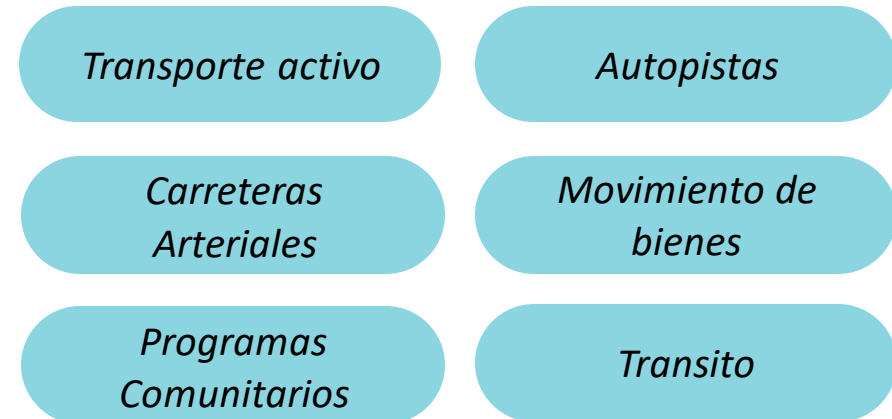 Transporte activo
Autopistas
Carreteras
Arteriales
Movimiento de
bienes
Programas
Comunitarios
Transito